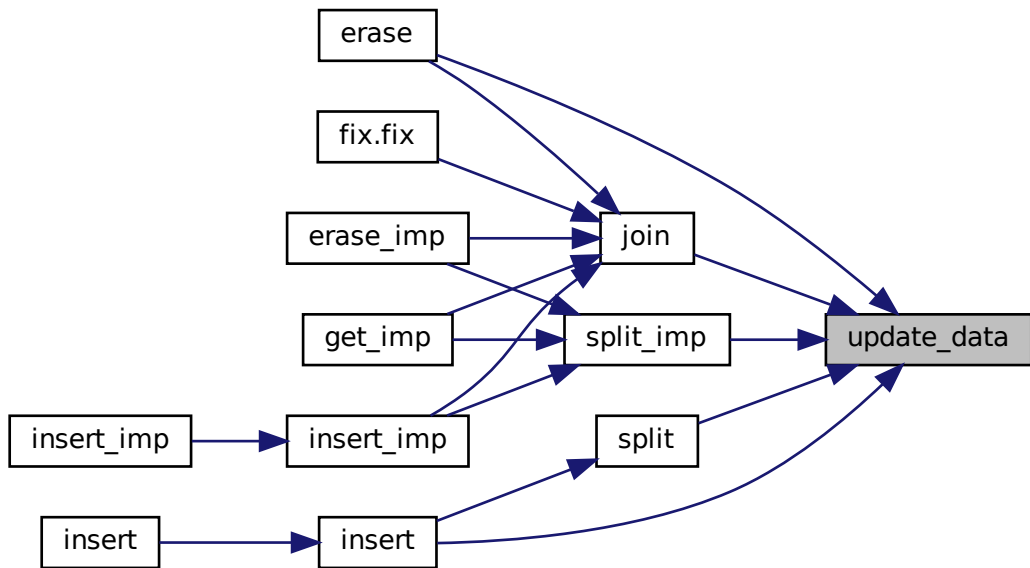 erase
fix.fix
erase_imp
join
get_imp
split_imp
update_data
insert_imp
insert_imp
split
insert
insert